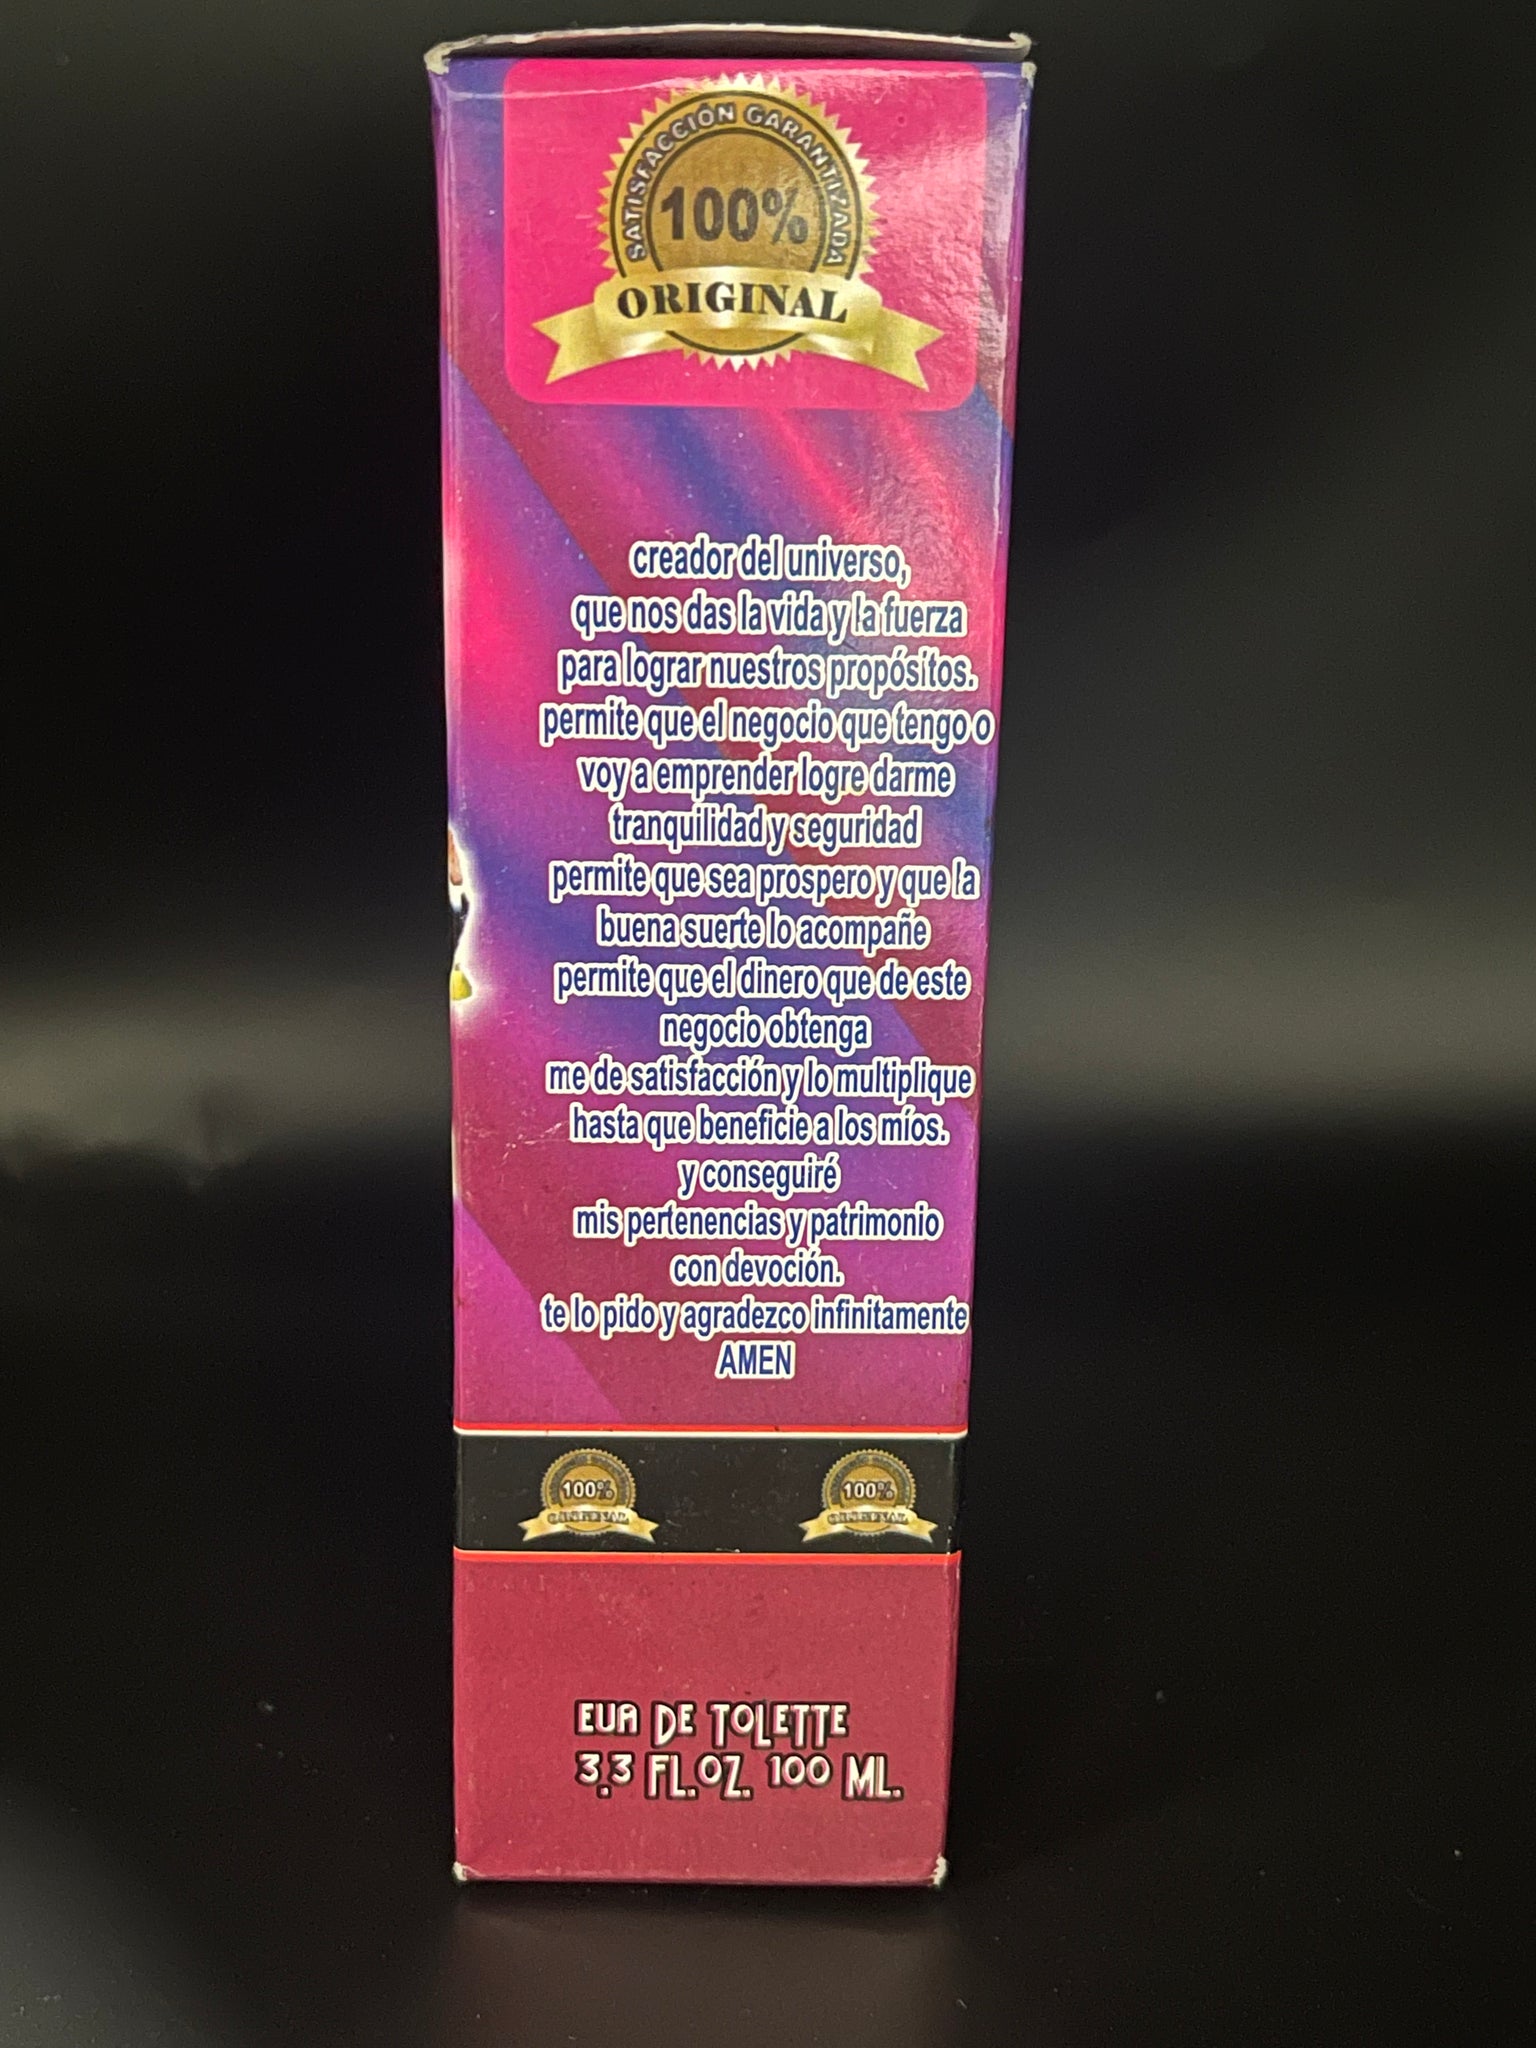 SATISFACCIÓN GARANTIZADA
100%
ORIGINAL
creador del universo,
que nos das la vida y la fuerza
para lograr nuestros propósitos.
permite que el negocio que tengo o
voy a emprender logre darme
tranquilidad y seguridad
permite que sea prospero y que la
buena suerte lo acompañe
permite que el dinero que de este
negocio obtenga
me de satisfacción y lo multiplique
hasta que beneficie a los míos.
y conseguiré
mis pertenencias y patrimonio
con devoción.
te lo pido y agradezco infinitamente
AMEN
100% 100%
ORIGINAL ORIGINAL
EUA DE TOLETTE
3.3 FL.OZ. 100 ML.